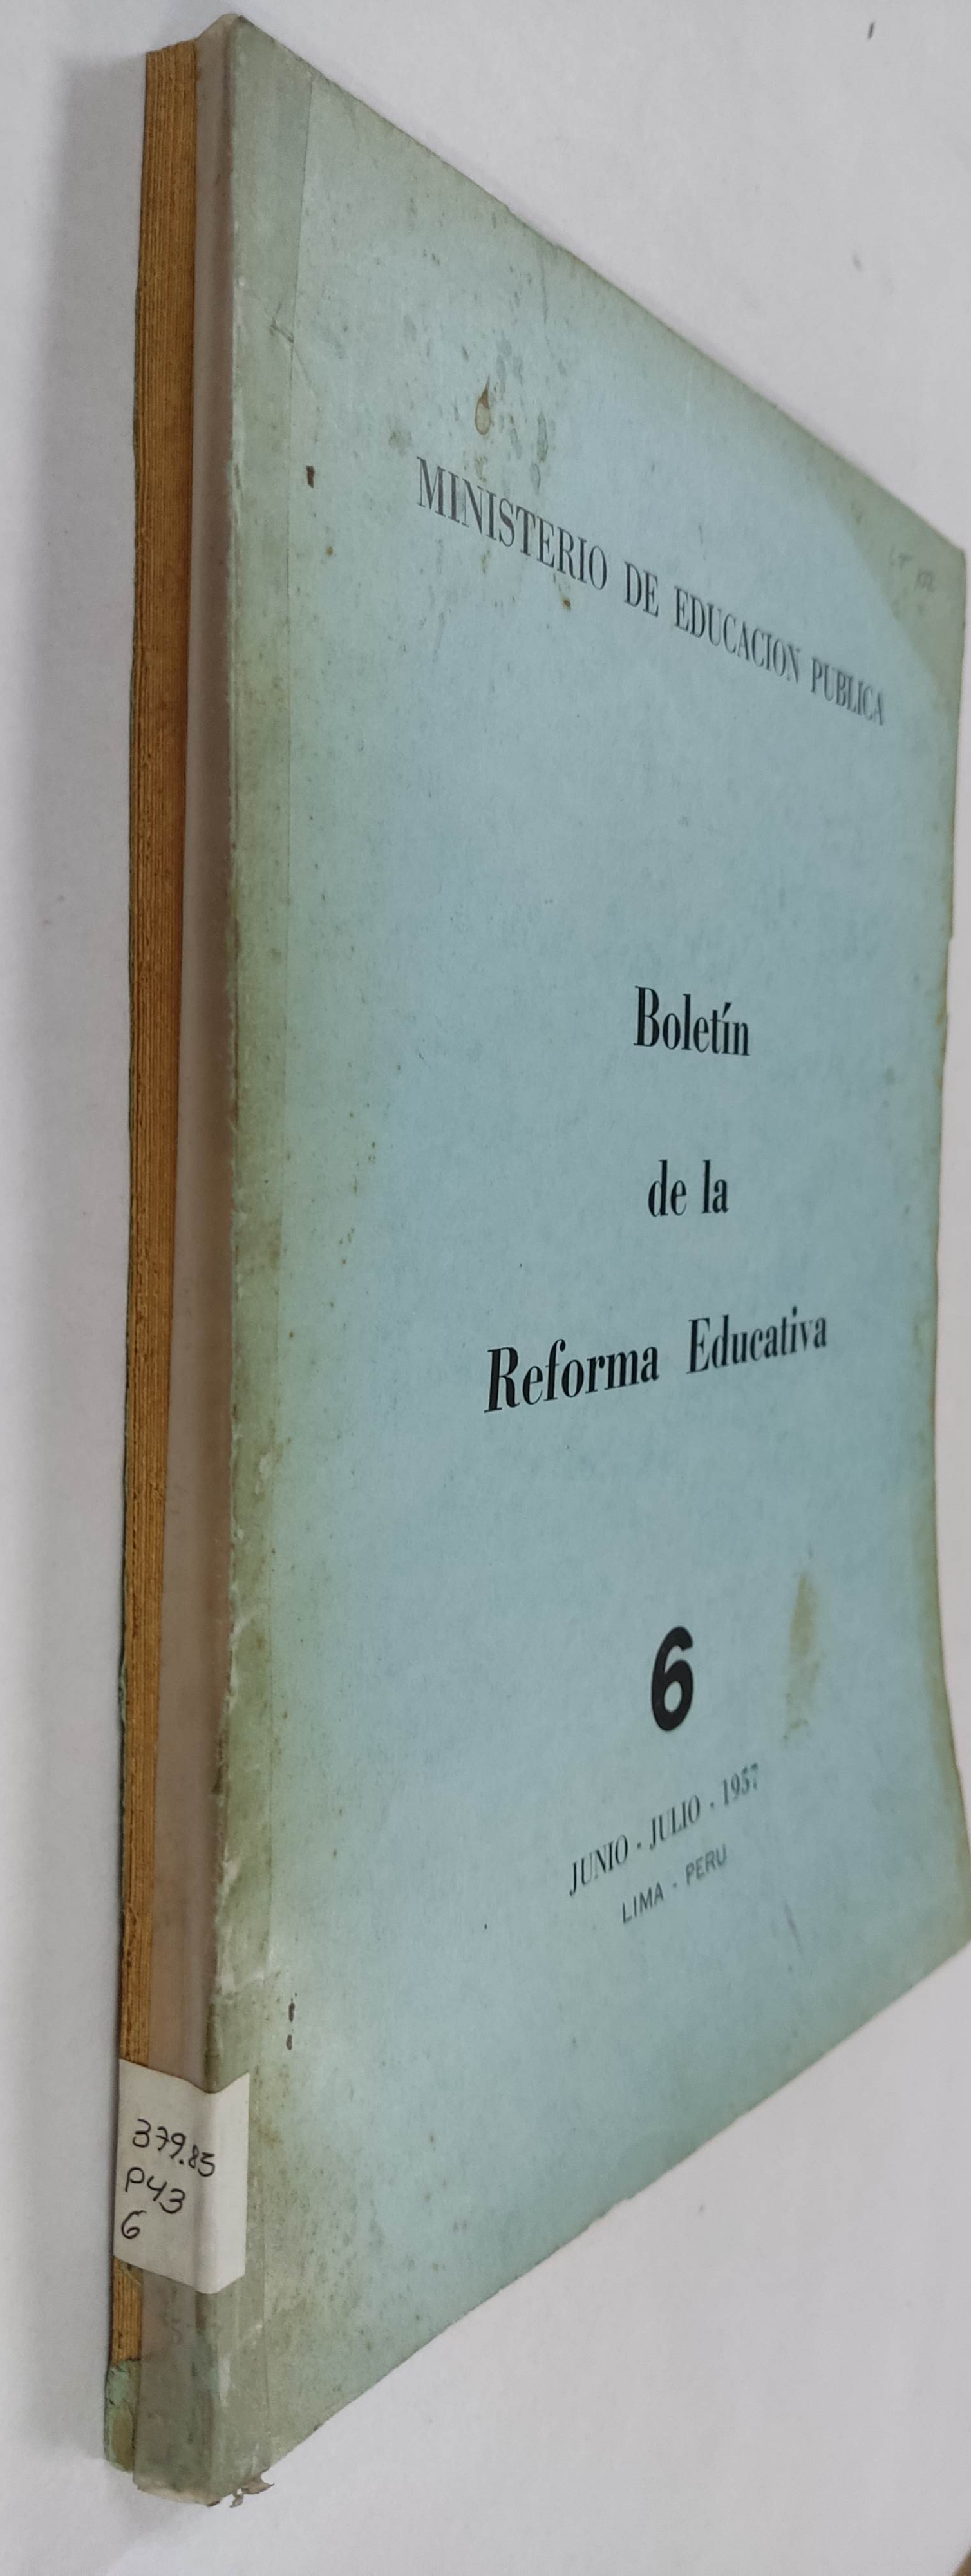 MINISTERIO DE EDUCACION PUBLICA
Boletín
de la
Reforma Educativa
6
JUNIO - JULIO - 1957
LIMA - PERU
379.85
P43
6